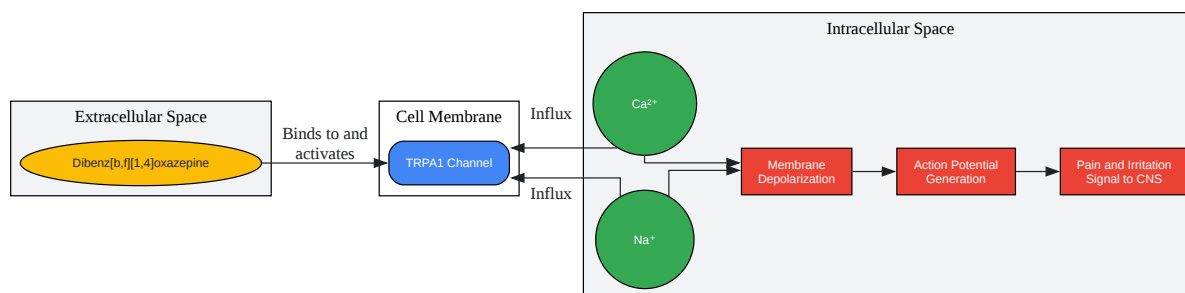 Extracellular Space
Dibenz[b,f][1,4]oxazepine
Binds to and
activates
Cell Membrane
TRPA1 Channel
Influx
Influx
Intracellular Space
Ca²⁺
Na⁺
Membrane
Depolarization
Action Potential
Generation
Pain and Irritation
Signal to CNS